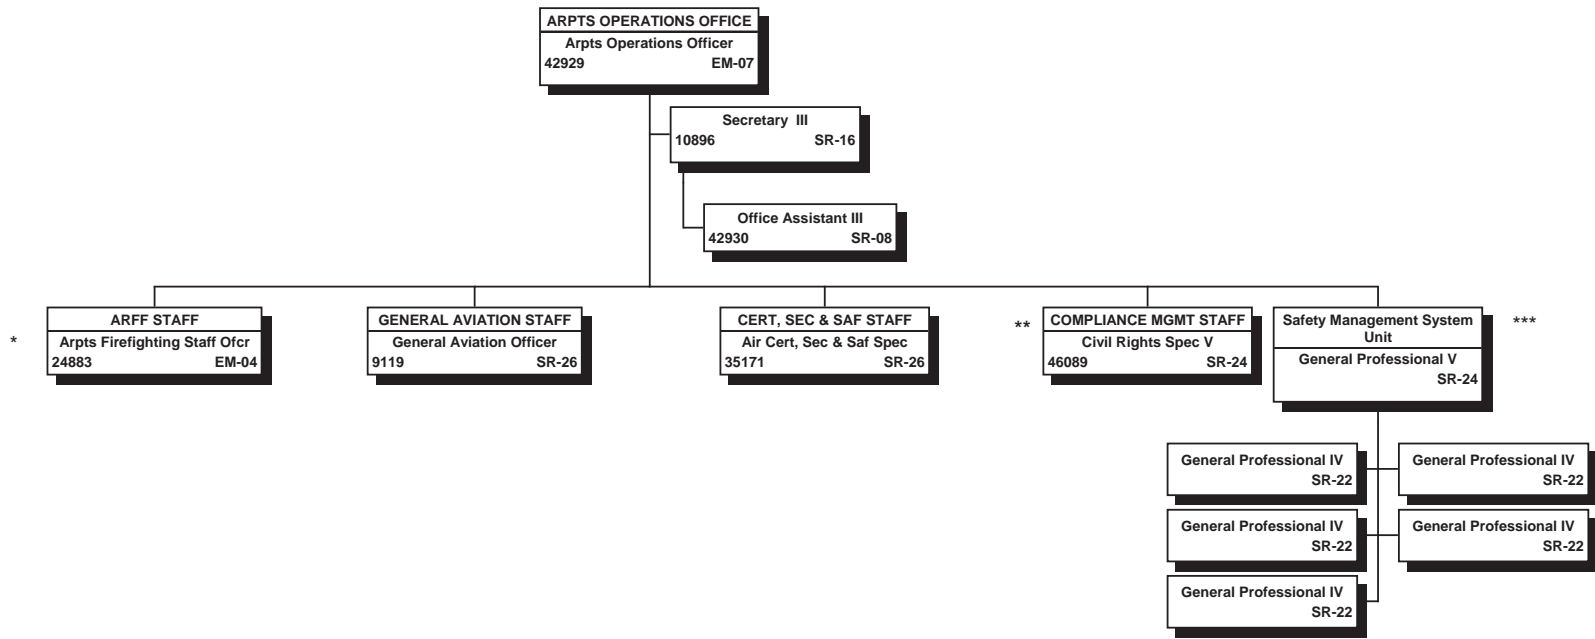 ARPTS OPERATIONS OFFICE
Arpts Operations Officer
42929 EM-07
Secretary III
10896 SR-16
Office Assistant III
42930 SR-08
*
ARFF STAFF
Arpts Firefighting Staff Ofcr
24883 EM-04
GENERAL AVIATION STAFF
General Aviation Officer
9119 SR-26
CERT, SEC & SAF STAFF
Air Cert, Sec & Saf Spec
35171 SR-26
**
COMPLIANCE MGMT STAFF
Civil Rights Spec V
46089 SR-24
Safety Management System
Unit
General Professional V
SR-24
***
General Professional IV
SR-22
General Professional IV
SR-22
General Professional IV
SR-22
General Professional IV
SR-22
General Professional IV
SR-22